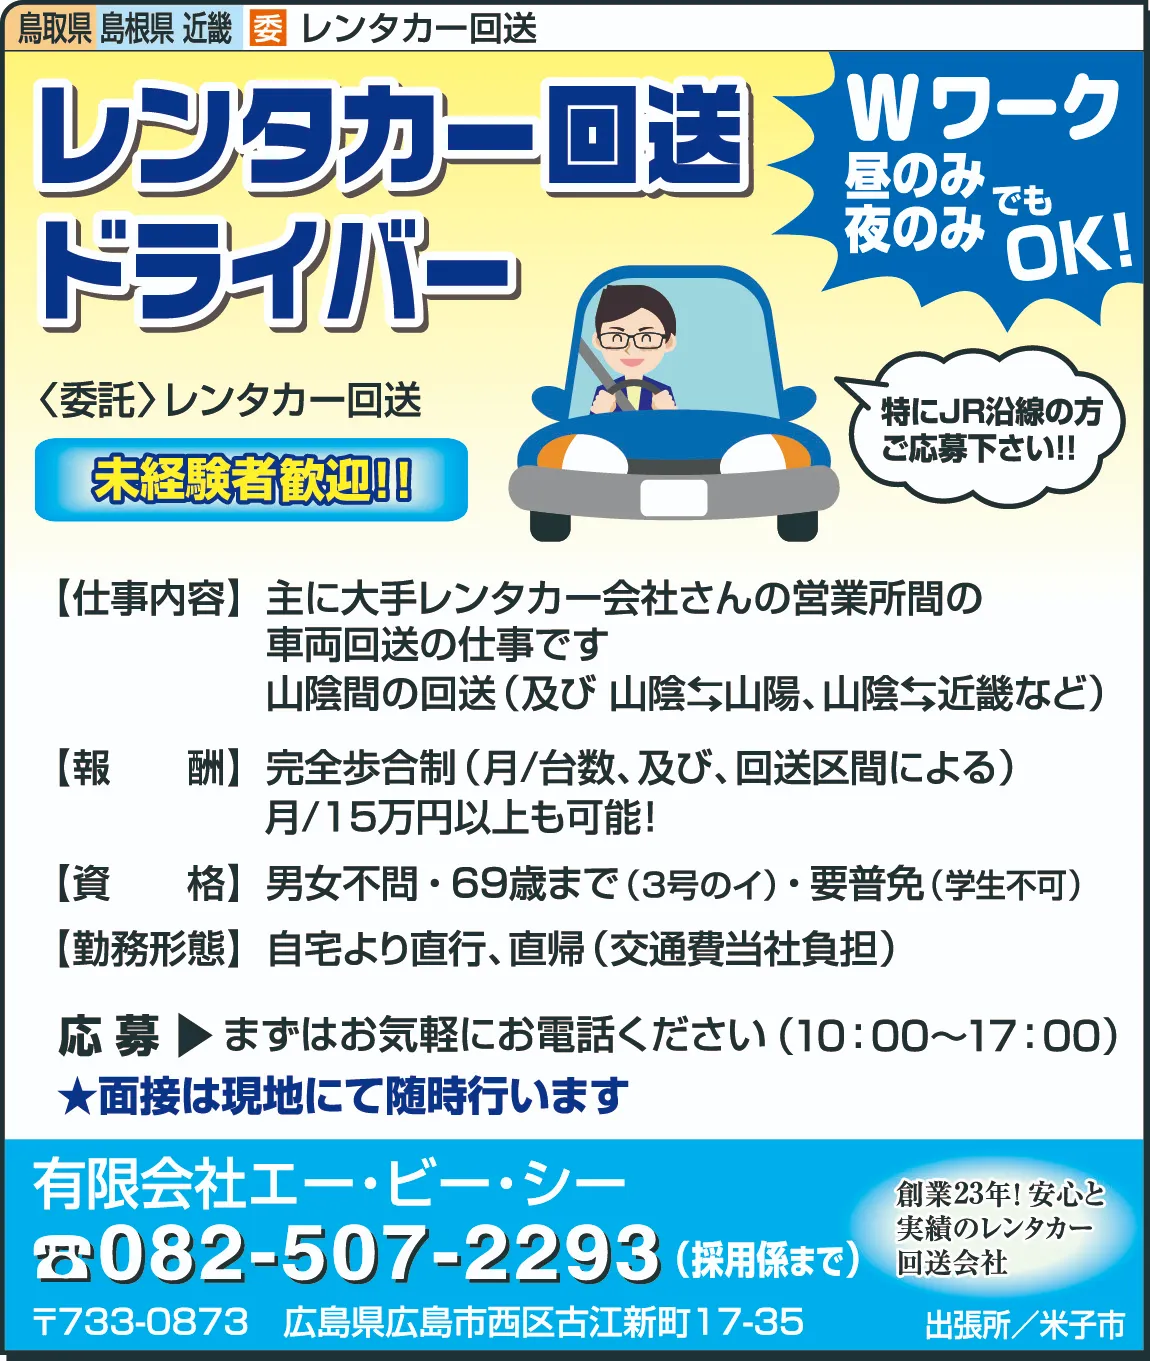 鳥取県 島根県 近畿 委 レンタカー回送
レンタカー回送
ドライバー
Wワーク
昼のみ
夜のみ
でも
OK!
〈委託〉レンタカー回送
未経験者歓迎!!
特にJR沿線の方
ご応募下さい!!
【仕事内容】主に大手レンタカー会社さんの営業所間の
車両回送の仕事です
山陰間の回送(及び 山陰⇆山陽、山陰⇆近畿など)
【報　酬】完全歩合制(月/台数、及び、回送区間による)
月/15万円以上も可能!
【資　格】男女不問・69歳まで(3号のイ)・要普免(学生不可)
【勤務形態】自宅より直行、直帰(交通費当社負担)
応募▶まずはお気軽にお電話ください(10:00〜17:00)
★面接は現地にて随時行います
有限会社エー・ビー・シー
☎082-507-2293(採用係まで)
〒733-0873　広島県広島市西区古江新町17-35
創業23年!安心と
実績のレンタカー
回送会社
出張所／米子市